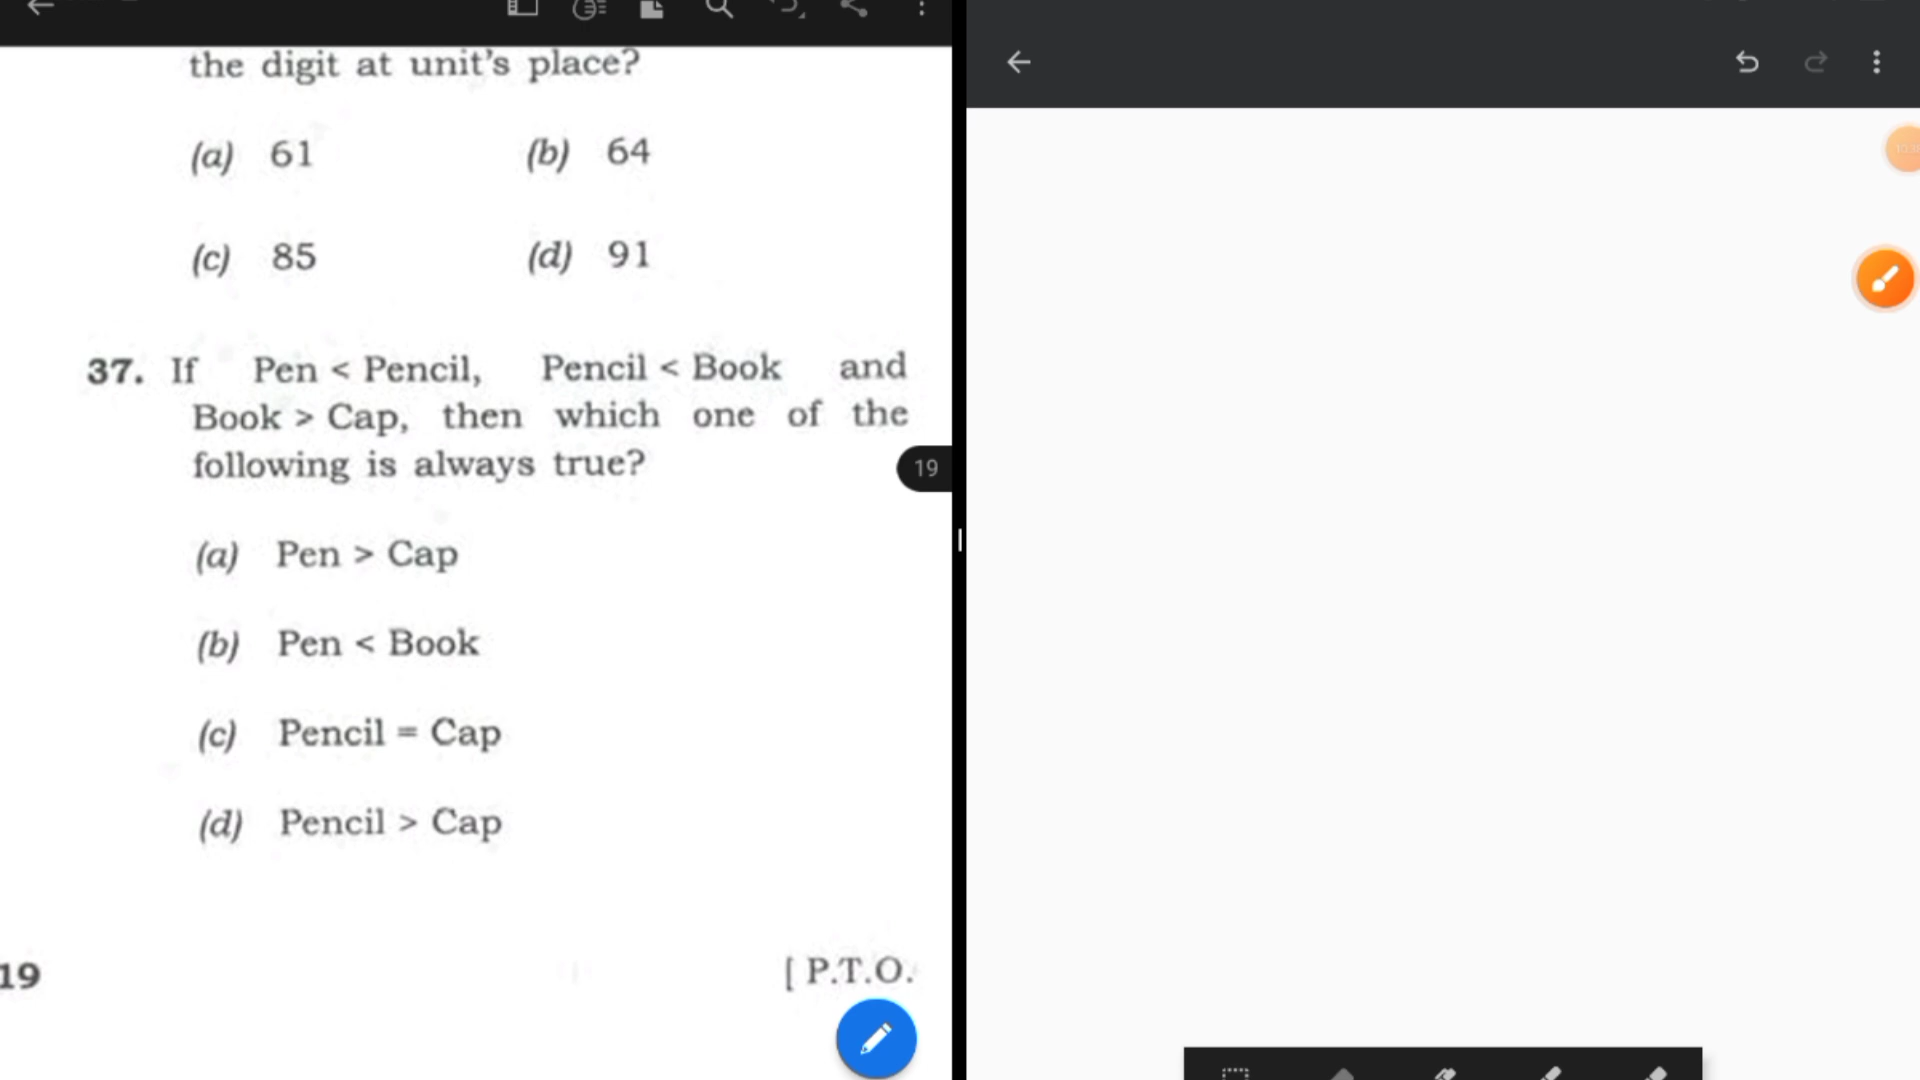 the digit at unit's place?
(a) 61 (b) 64
(c) 85 (d) 91
37. If Pen < Pencil, Pencil < Book and
Book > Cap, then which one of the
following is always true?
19
(a) Pen > Cap
(b) Pen < Book
(c) Pencil = Cap
(d) Pencil > Cap
19 [ P.T.O.